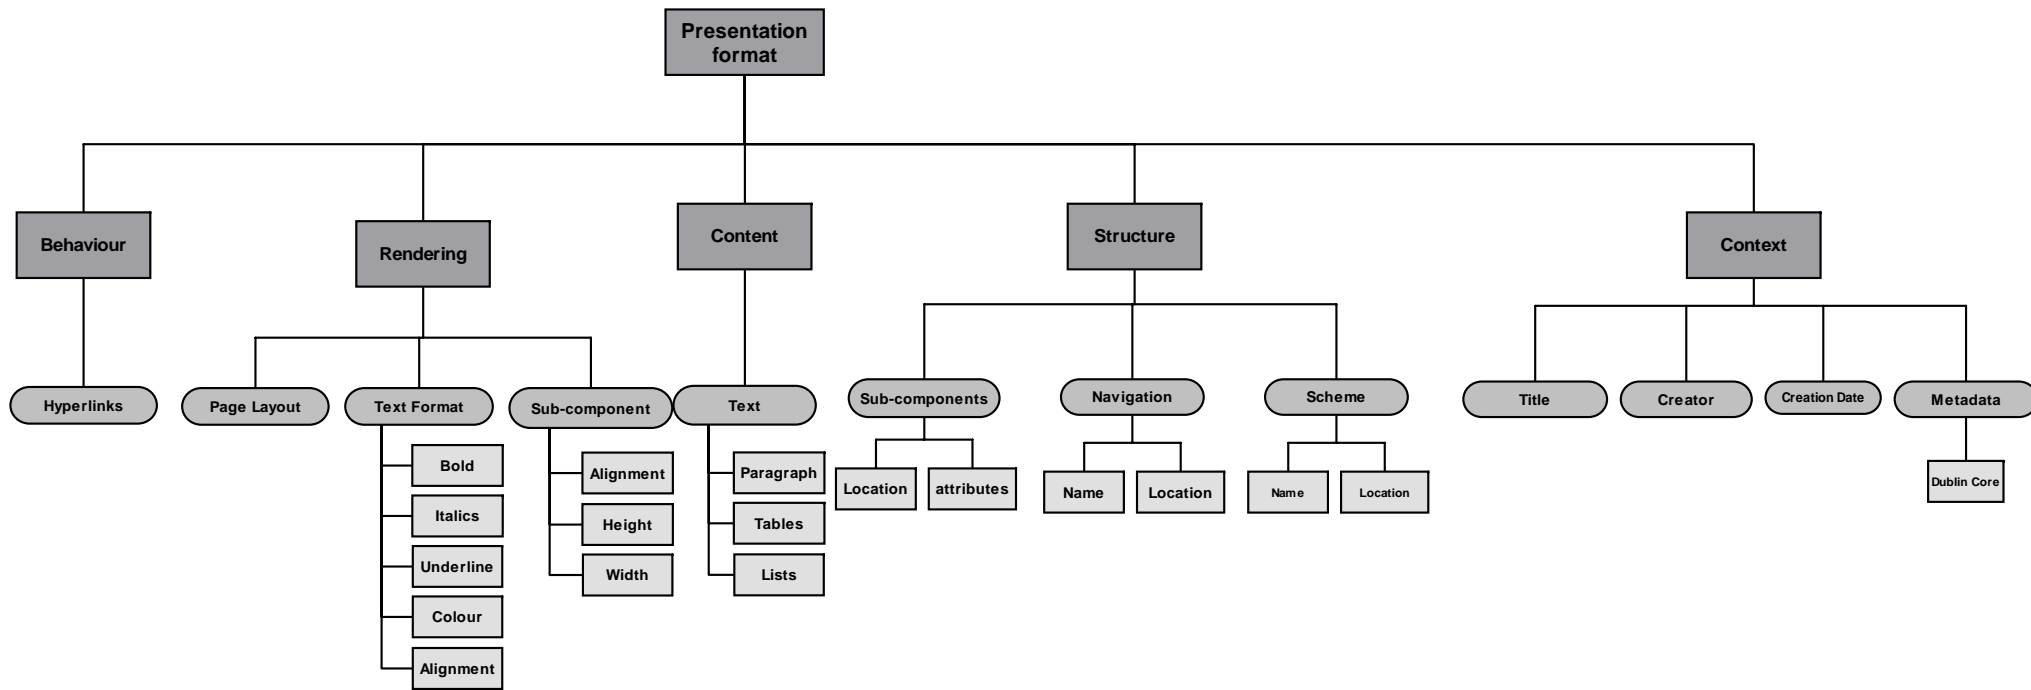 Presentation
format
Behaviour
Rendering
Content
Structure
Context
Hyperlinks
Page Layout
Text Format
Sub-component
Text
Sub-components
Navigation
Scheme
Title
Creator
Creation Date
Metadata
Bold
Italics
Underline
Colour
Alignment
Alignment
Height
Width
Paragraph
Tables
Lists
Location
attributes
Name
Location
Name
Location
Dublin Core